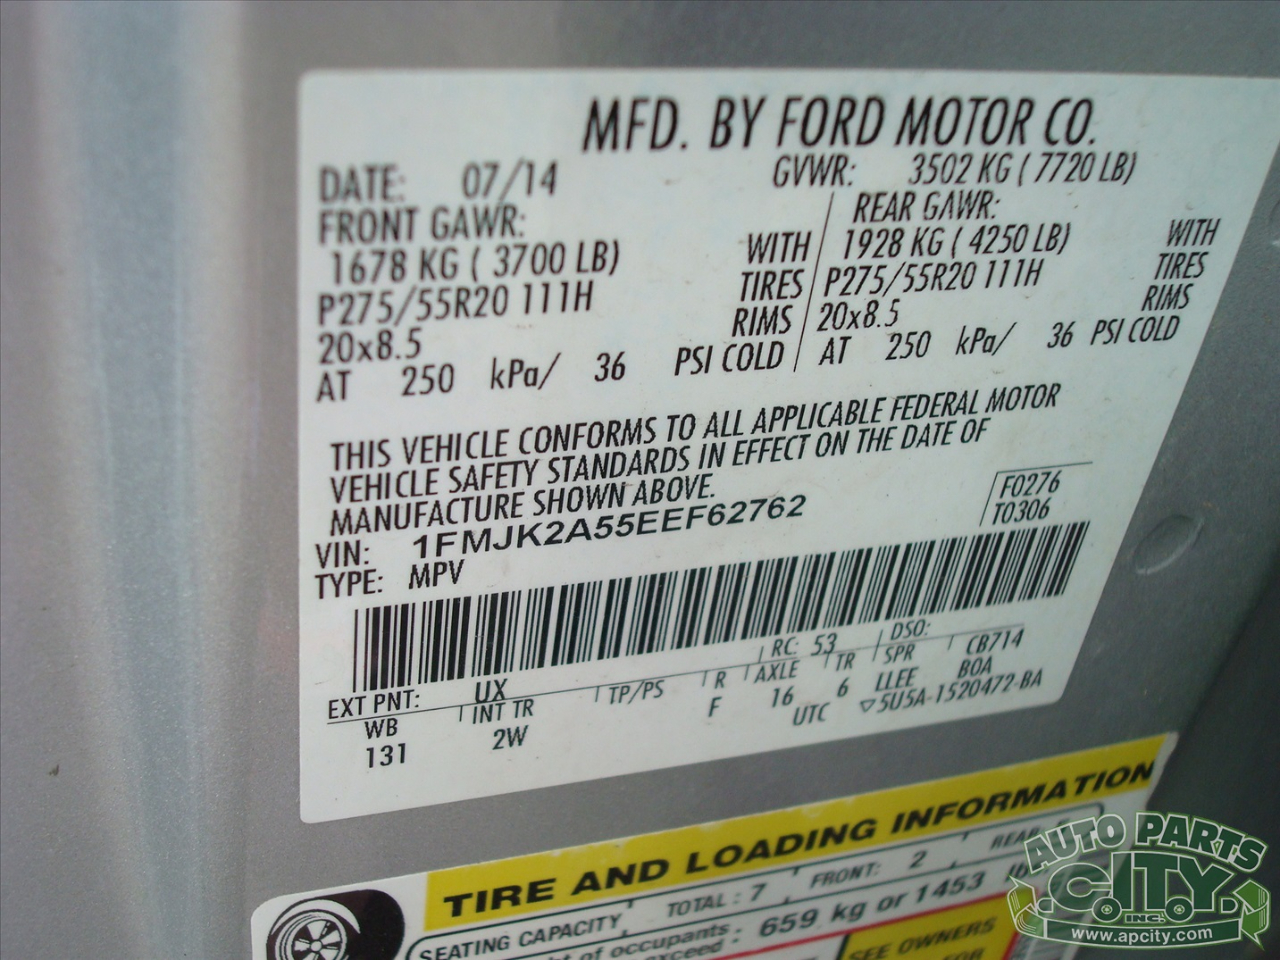 MFD. BY FORD MOTOR CO.
DATE: 07/14 GVWR: 3502 KG ( 7720 LB)
FRONT GAWR: REAR GAWR:
1678 KG ( 3700 LB) WITH 1928 KG ( 4250 LB) WITH
P275/55R20 111H TIRES P275/55R20 111H TIRES
20x8.5 RIMS 20x8.5 RIMS
AT 250 kPa/ 36 PSI COLD AT 250 kPa/ 36 PSI COLD
THIS VEHICLE CONFORMS TO ALL APPLICABLE FEDERAL MOTOR
VEHICLE SAFETY STANDARDS IN EFFECT ON THE DATE OF
MANUFACTURE SHOWN ABOVE.
F0276
T0306
VIN: 1FMJK2A55EEF62762
TYPE: MPV
EXT PNT: UX RC: 53 DSO:
WB INT TR TP/PS R AXLE TR SPR CB714
131 2W F 16 6 LLEE BOA
UTC ▽5U5A-1520472-BA
TIRE AND LOADING INFORMATION
SEATING CAPACITY TOTAL : 7 FRONT: 2 REAR:
of occupants 659 kg or 1453
exceed
SEE OWNERS
FOR
AUTO PARTS
CITY
INC.
www.apcity.com